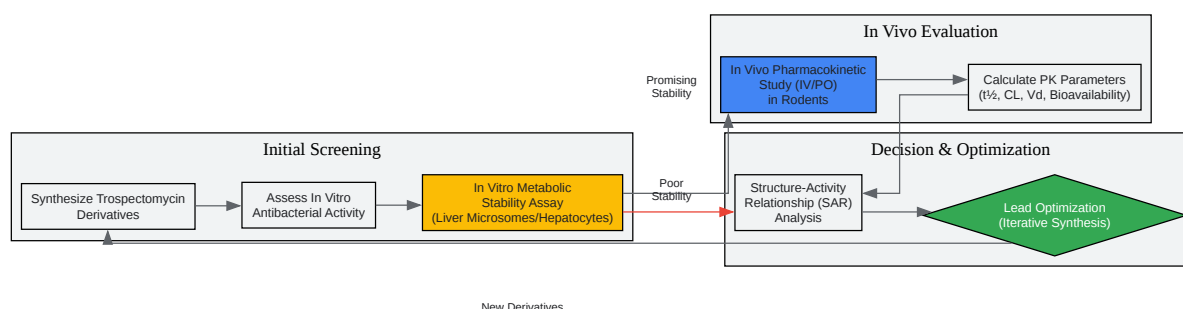 In Vivo Evaluation
In Vivo Pharmacokinetic
Study (IV/PO)
in Rodents
Calculate PK Parameters
(t½, CL, Vd, Bioavailability)
Promising
Stability
Initial Screening
Synthesize Trospectomycin
Derivatives
Assess In Vitro
Antibacterial Activity
In Vitro Metabolic
Stability Assay
(Liver Microsomes/Hepatocytes)
Poor
Stability
Decision & Optimization
Structure-Activity
Relationship (SAR)
Analysis
Lead Optimization
(Iterative Synthesis)
New Derivatives